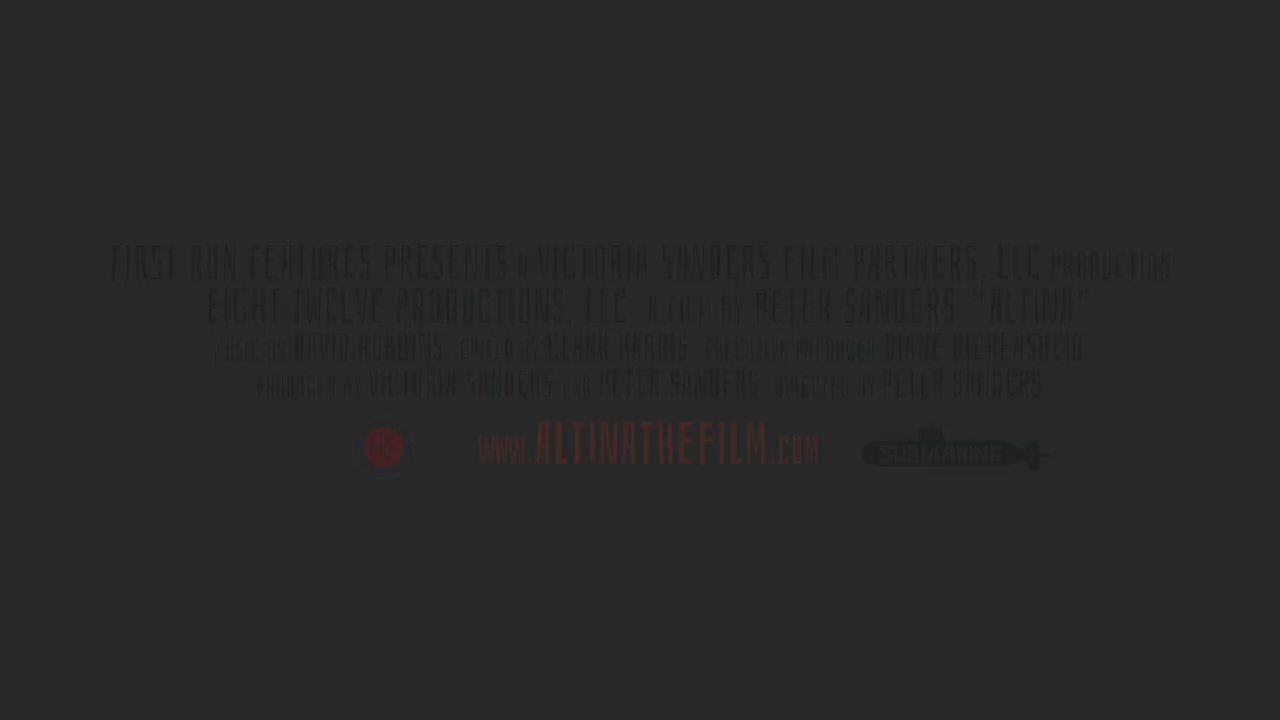 FIRST RUN FEATURES PRESENTS A VICTORIA SANDERS FILM PARTNERS, LLC PRODUCTION
EIGHT TWELVE PRODUCTIONS, LLC A FILM BY PETER SANDERS "ALTINA"
MUSIC BY DAVID ROBBINS EDITED BY CLARK HARRIS EXECUTIVE PRODUCER DIANE DICKENSHEID
PRODUCED BY VICTORIA SANDERS AND PETER SANDERS DIRECTED BY PETER SANDERS
WWW.ALTINATHEFILM.COM
SUBMARINE